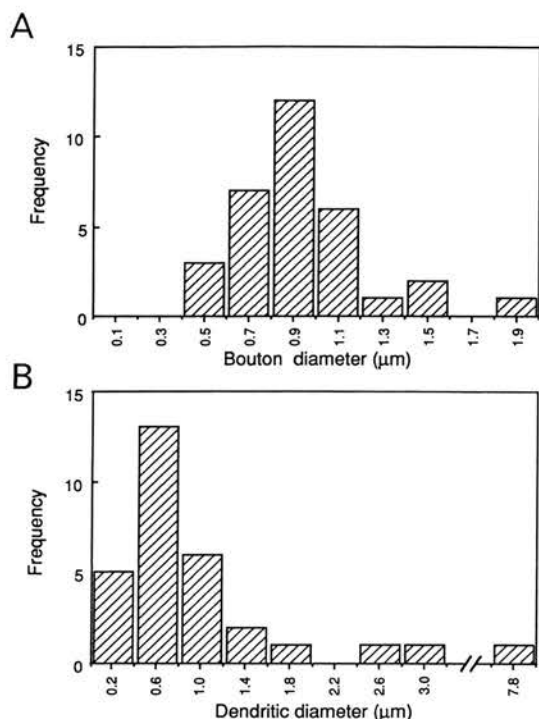 A
15
10
5
0
Frequency
0.1 0.3 0.5 0.7 0.9 1.1 1.3 1.5 1.7 1.9
Bouton diameter (μm)
B
15
10
5
0
Frequency
0.2 0.6 1.0 1.4 1.8 2.2 2.6 3.0 7.8
Dendritic diameter (μm)